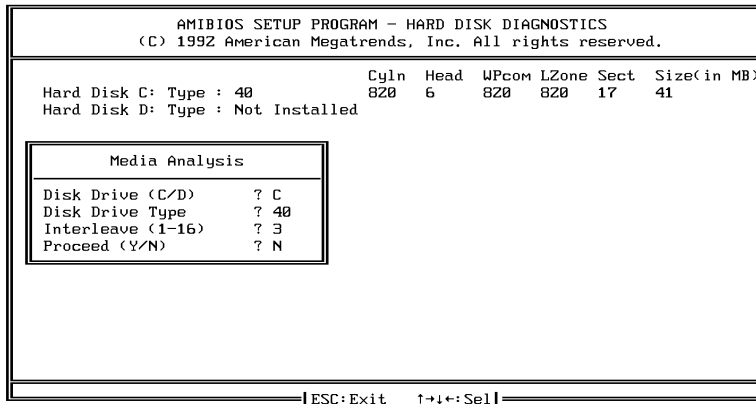 AMIBIOS SETUP PROGRAM – HARD DISK DIAGNOSTICS
(C) 1992 American Megatrends, Inc. All rights reserved.
Cyln Head WPcom LZone Sect Size(in MB)
Hard Disk C: Type : 40 820 6 820 820 17 41
Hard Disk D: Type : Not Installed
Media Analysis
Disk Drive (C/D) ? C
Disk Drive Type ? 40
Interleave (1-16) ? 3
Proceed (Y/N) ? N
ESC:Exit ↑→↓←:Sel